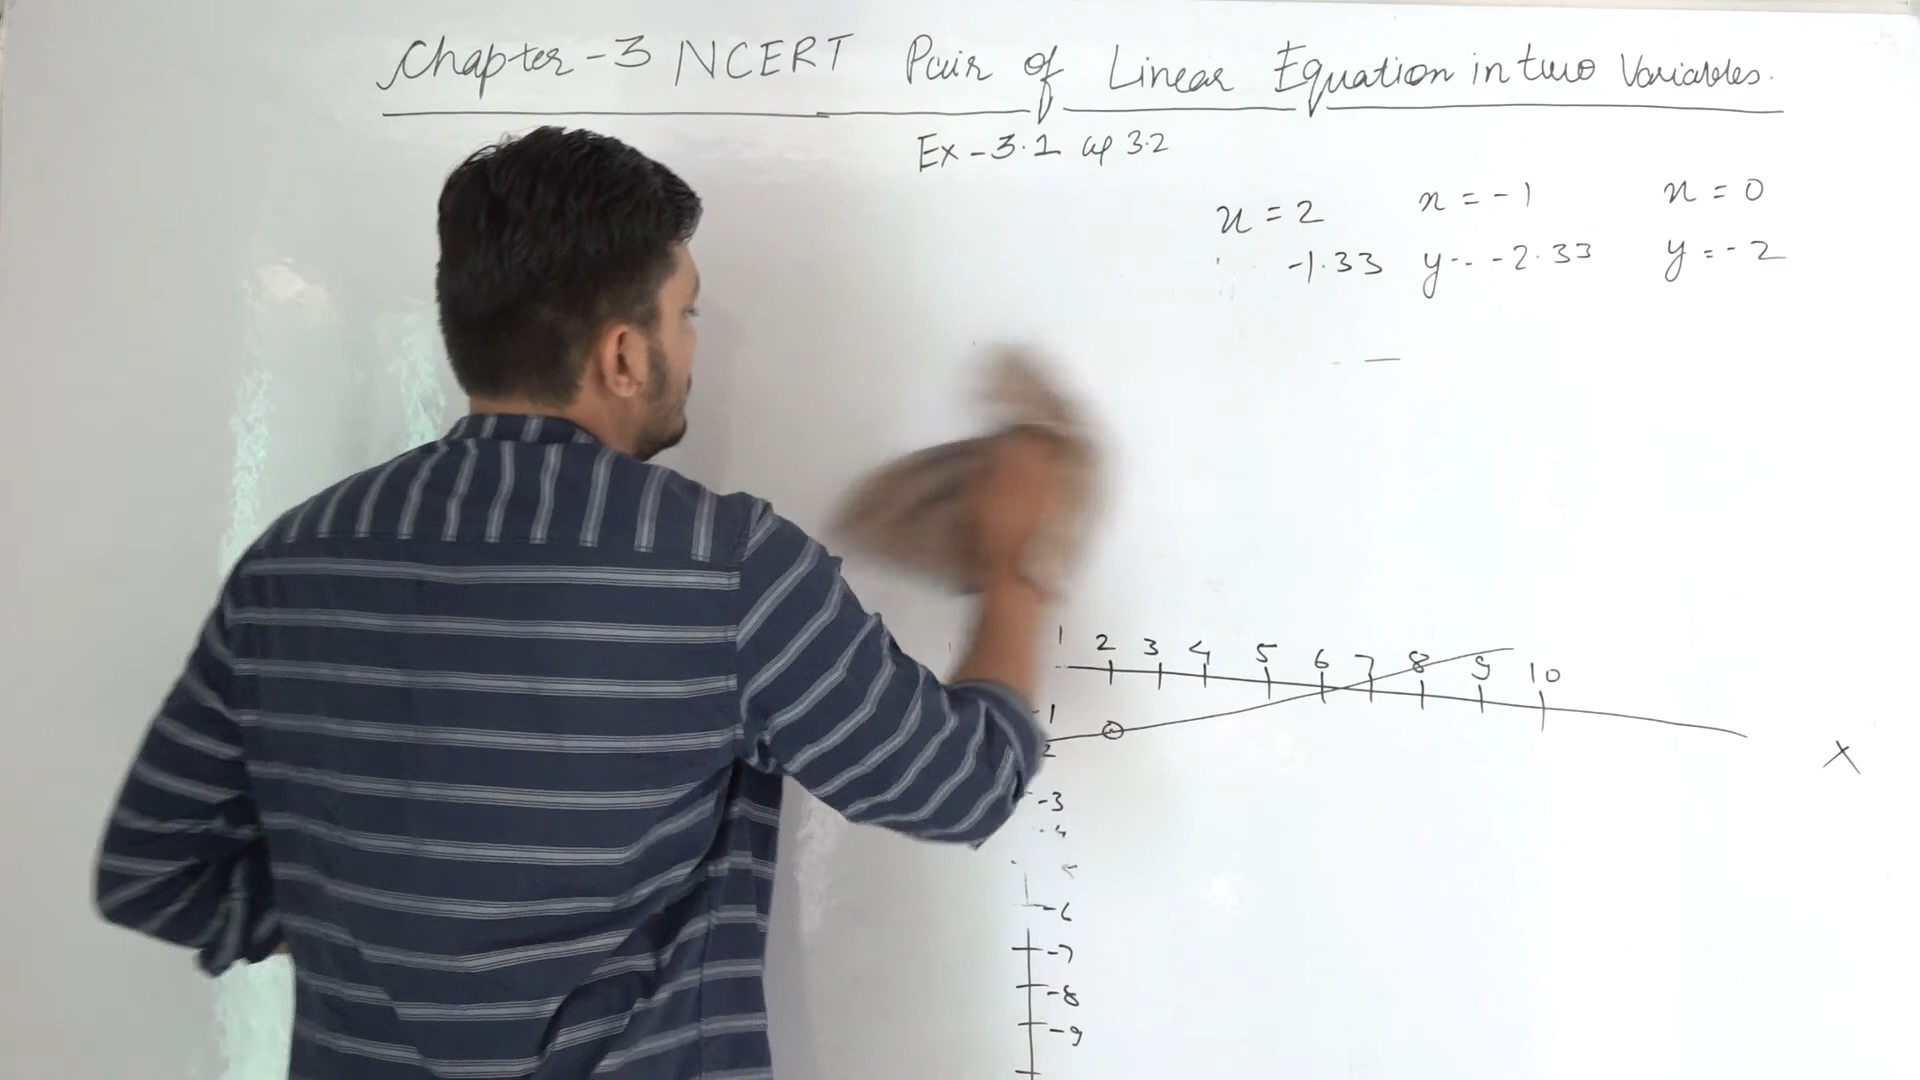 Chapter-3 NCERT Pair of Linear Equation in two Variables.
Ex-3.1 3.2
x = 2 x = -1 x = 0
-1.33 y -2.33 y = -2
1 2 3 4 5 6 7 8 9 10
-1
2
X
-3
-4
-6
-7
-8
-9